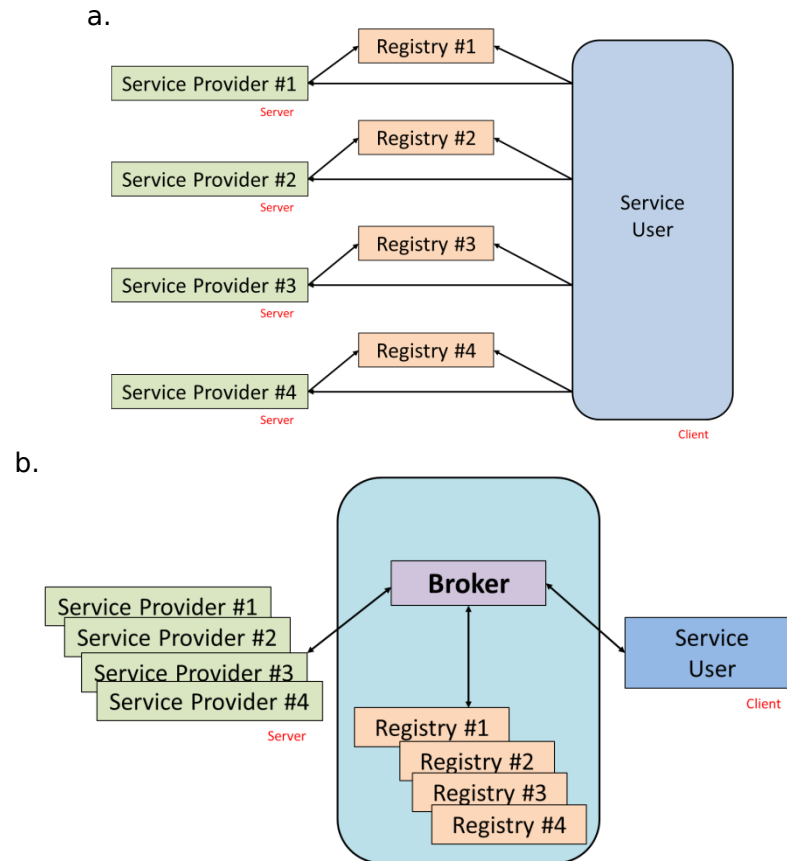 a.
Registry #1
Service Provider #1
Server
Registry #2
Service Provider #2
Server
Service
User
Registry #3
Service Provider #3
Server
Registry #4
Service Provider #4
Server
Client
b.
Broker
Service Provider #1
Service Provider #2
Service Provider #3
Service Provider #4
Server
Service
User
Client
Registry #1
Registry #2
Registry #3
Registry #4